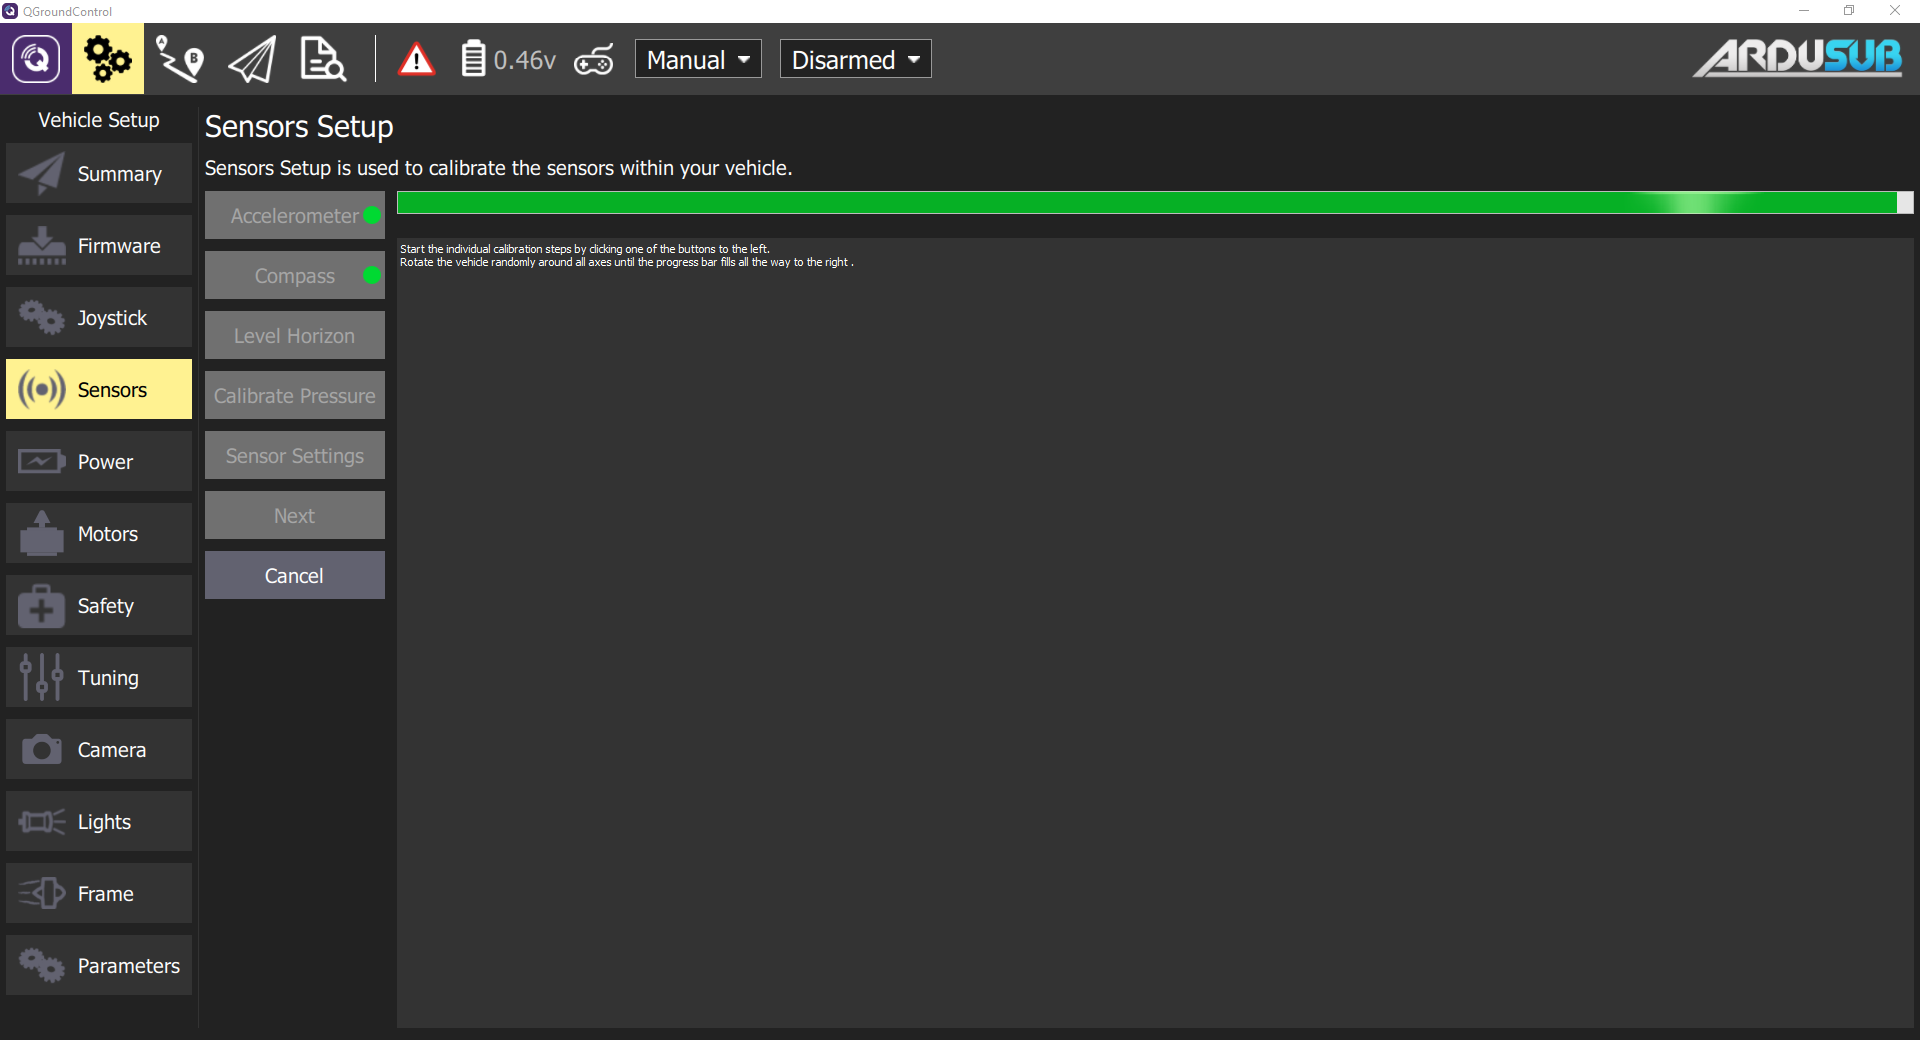 QGroundControl
0.46v
Manual
Disarmed
ARDUSUB
Vehicle Setup
Summary
Firmware
Joystick
Sensors
Power
Motors
Safety
Tuning
Camera
Lights
Frame
Parameters
Sensors Setup
Sensors Setup is used to calibrate the sensors within your vehicle.
Accelerometer
Compass
Level Horizon
Calibrate Pressure
Sensor Settings
Next
Cancel
Start the individual calibration steps by clicking one of the buttons to the left.
Rotate the vehicle randomly around all axes until the progress bar fills all the way to the right .